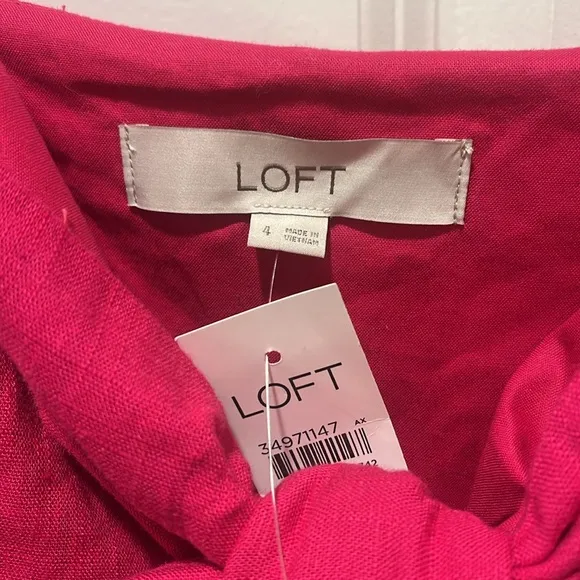 LOFT
4
MADE IN
VIETNAM
LOFT
34971147 AX